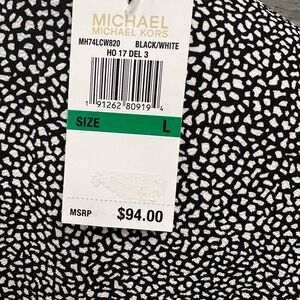 MICHAEL
MICHAEL KORS
MH74LCW820 BLACK/WHITE
HO 17 DEL 3
1 91262 80919 4
SIZE L
MSRP $94.00